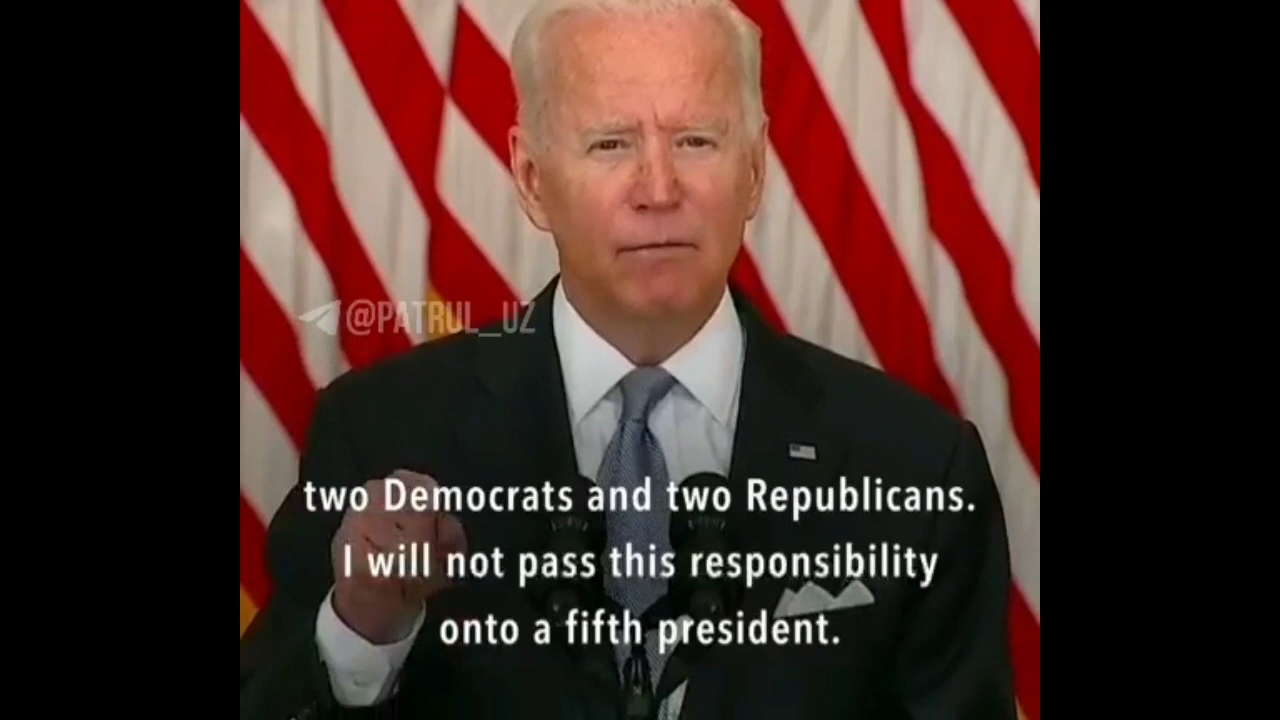 @PATRUL_UZ
two Democrats and two Republicans.
I will not pass this responsibility
onto a fifth president.